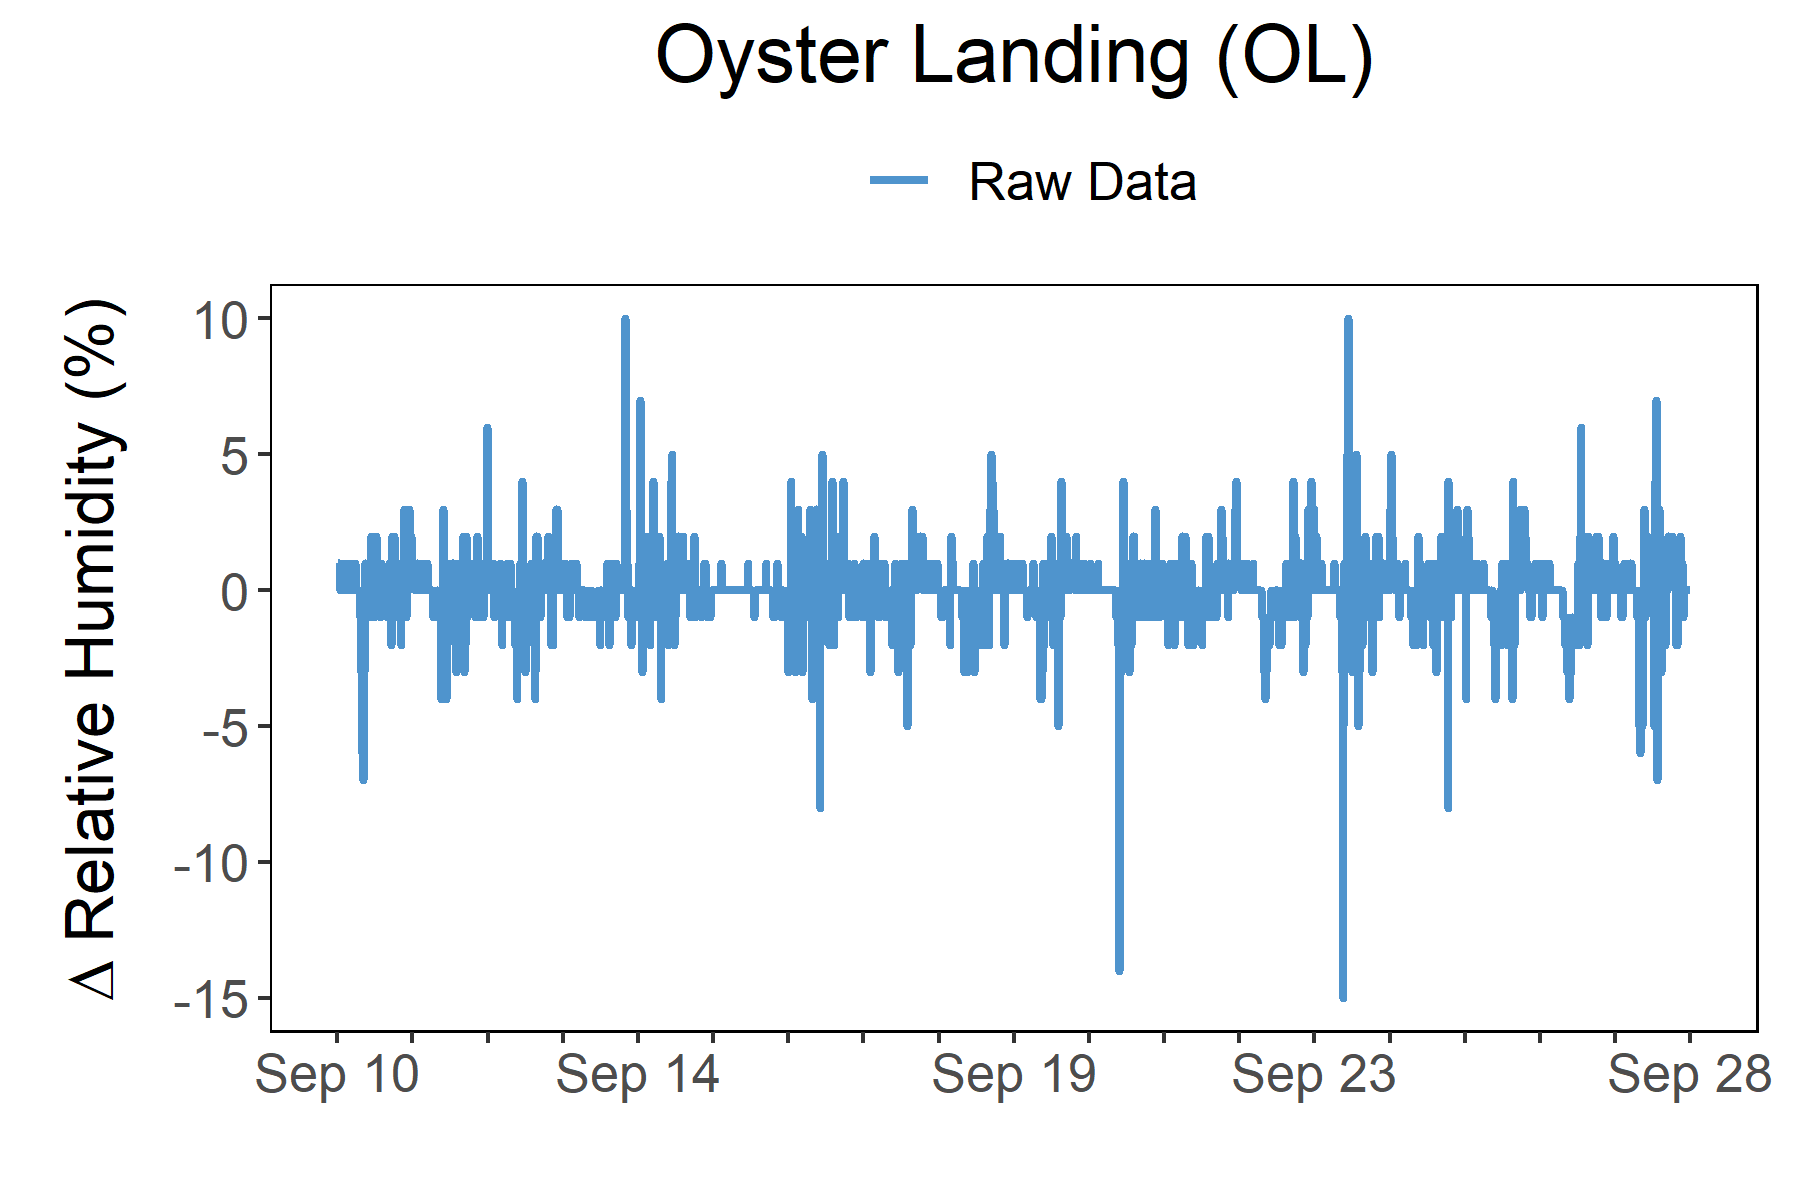 Oyster Landing (OL)
Raw Data
Δ Relative Humidity (%)
10
5
0
-5
-10
-15
Sep 10 Sep 14 Sep 19 Sep 23 Sep 28